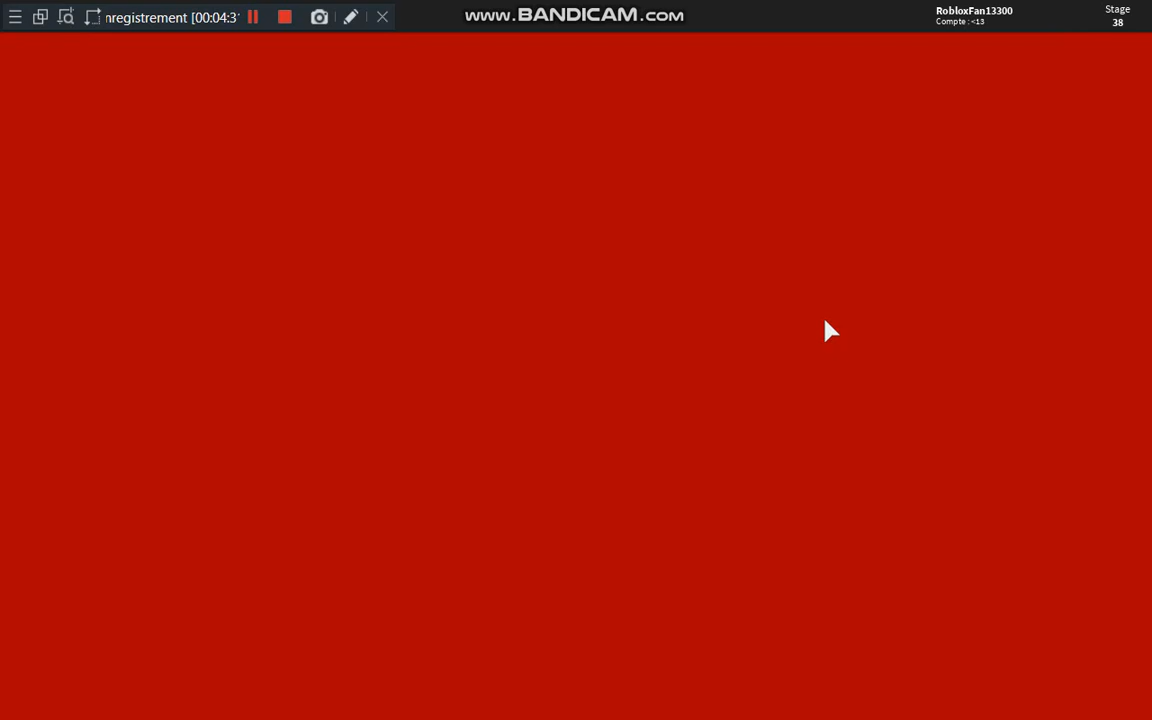 nregistrement [00:04:3
www.BANDICAM.com
RobloxFan13300
Compte : <13
Stage
38